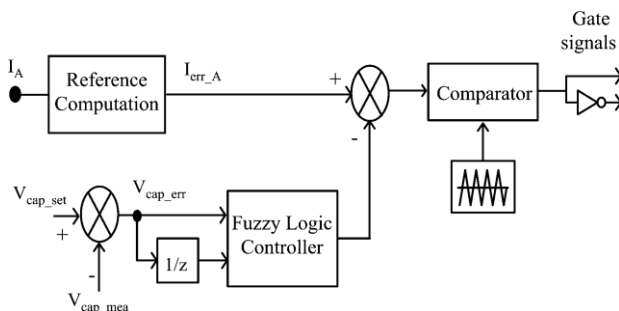 Gate
signals
I_A
Reference
Computation
I_err_A
+
-
Comparator
V_cap_set
+
-
V_cap_mea
V_cap_err
1/z
Fuzzy Logic
Controller